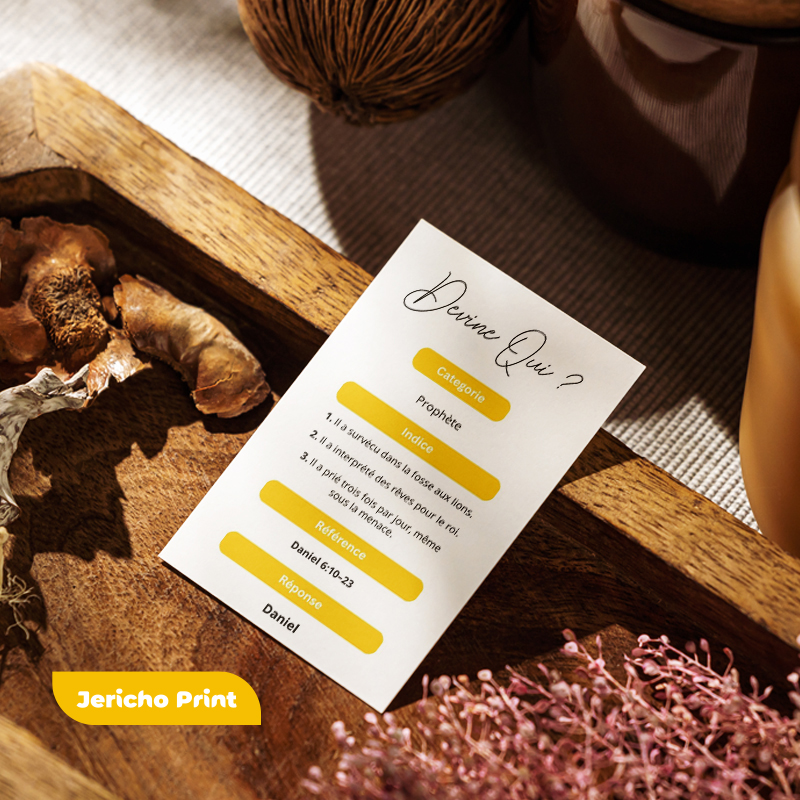 Devine Qui ?
Categorie
Prophète
Indice
1. Il a survécu dans la fosse aux lions.
2. Il a interprété des rêves pour le roi.
3. Il a prié trois fois par jour, même
sous la menace.
Référence
Daniel 6:10-23
Réponse
Daniel
Jericho Print